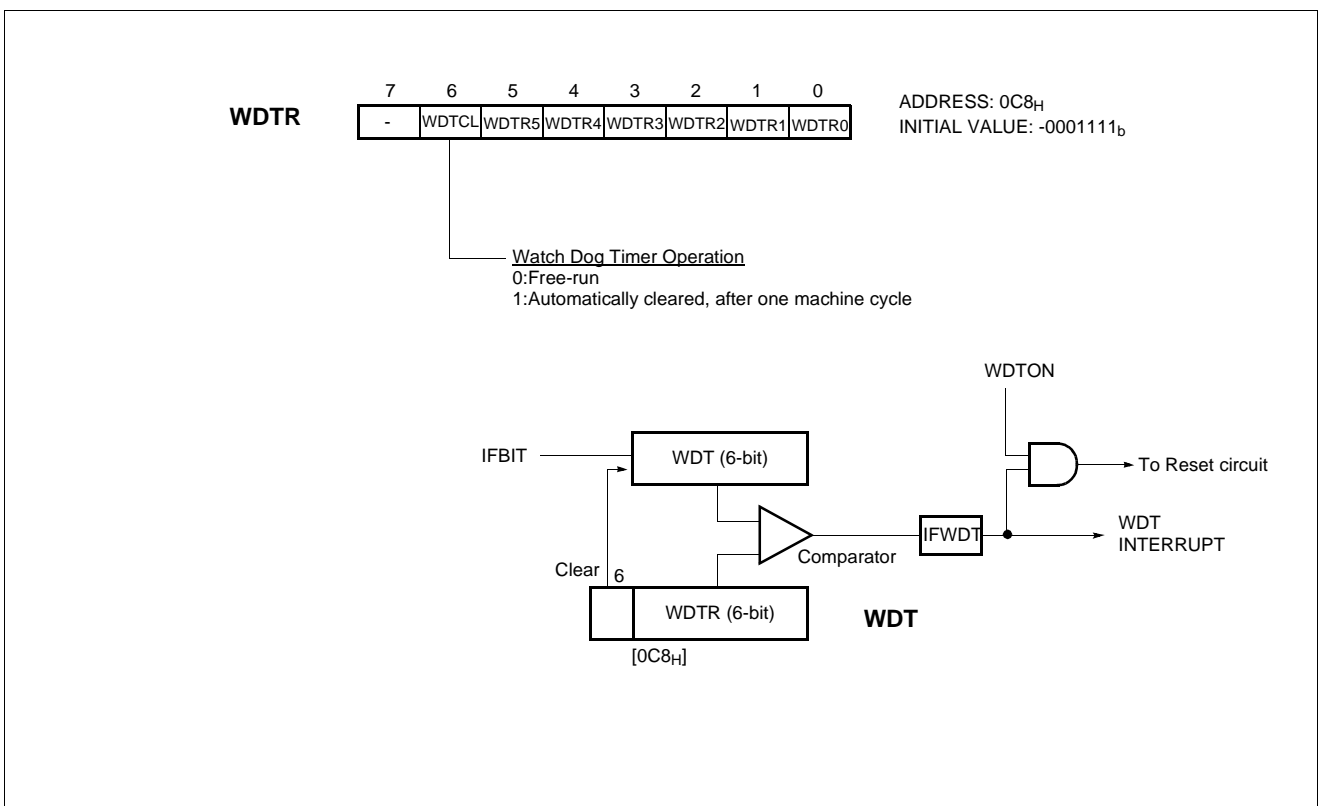 7 6 5 4 3 2 1 0
WDTR
- WDTCL WDTR5 WDTR4 WDTR3 WDTR2 WDTR1 WDTR0
ADDRESS: 0C8H
INITIAL VALUE: -0001111b
Watch Dog Timer Operation
0:Free-run
1:Automatically cleared, after one machine cycle
WDTON
IFBIT
WDT (6-bit)
To Reset circuit
IFWDT
WDT
INTERRUPT
Comparator
Clear
6
WDTR (6-bit)
WDT
[0C8H]